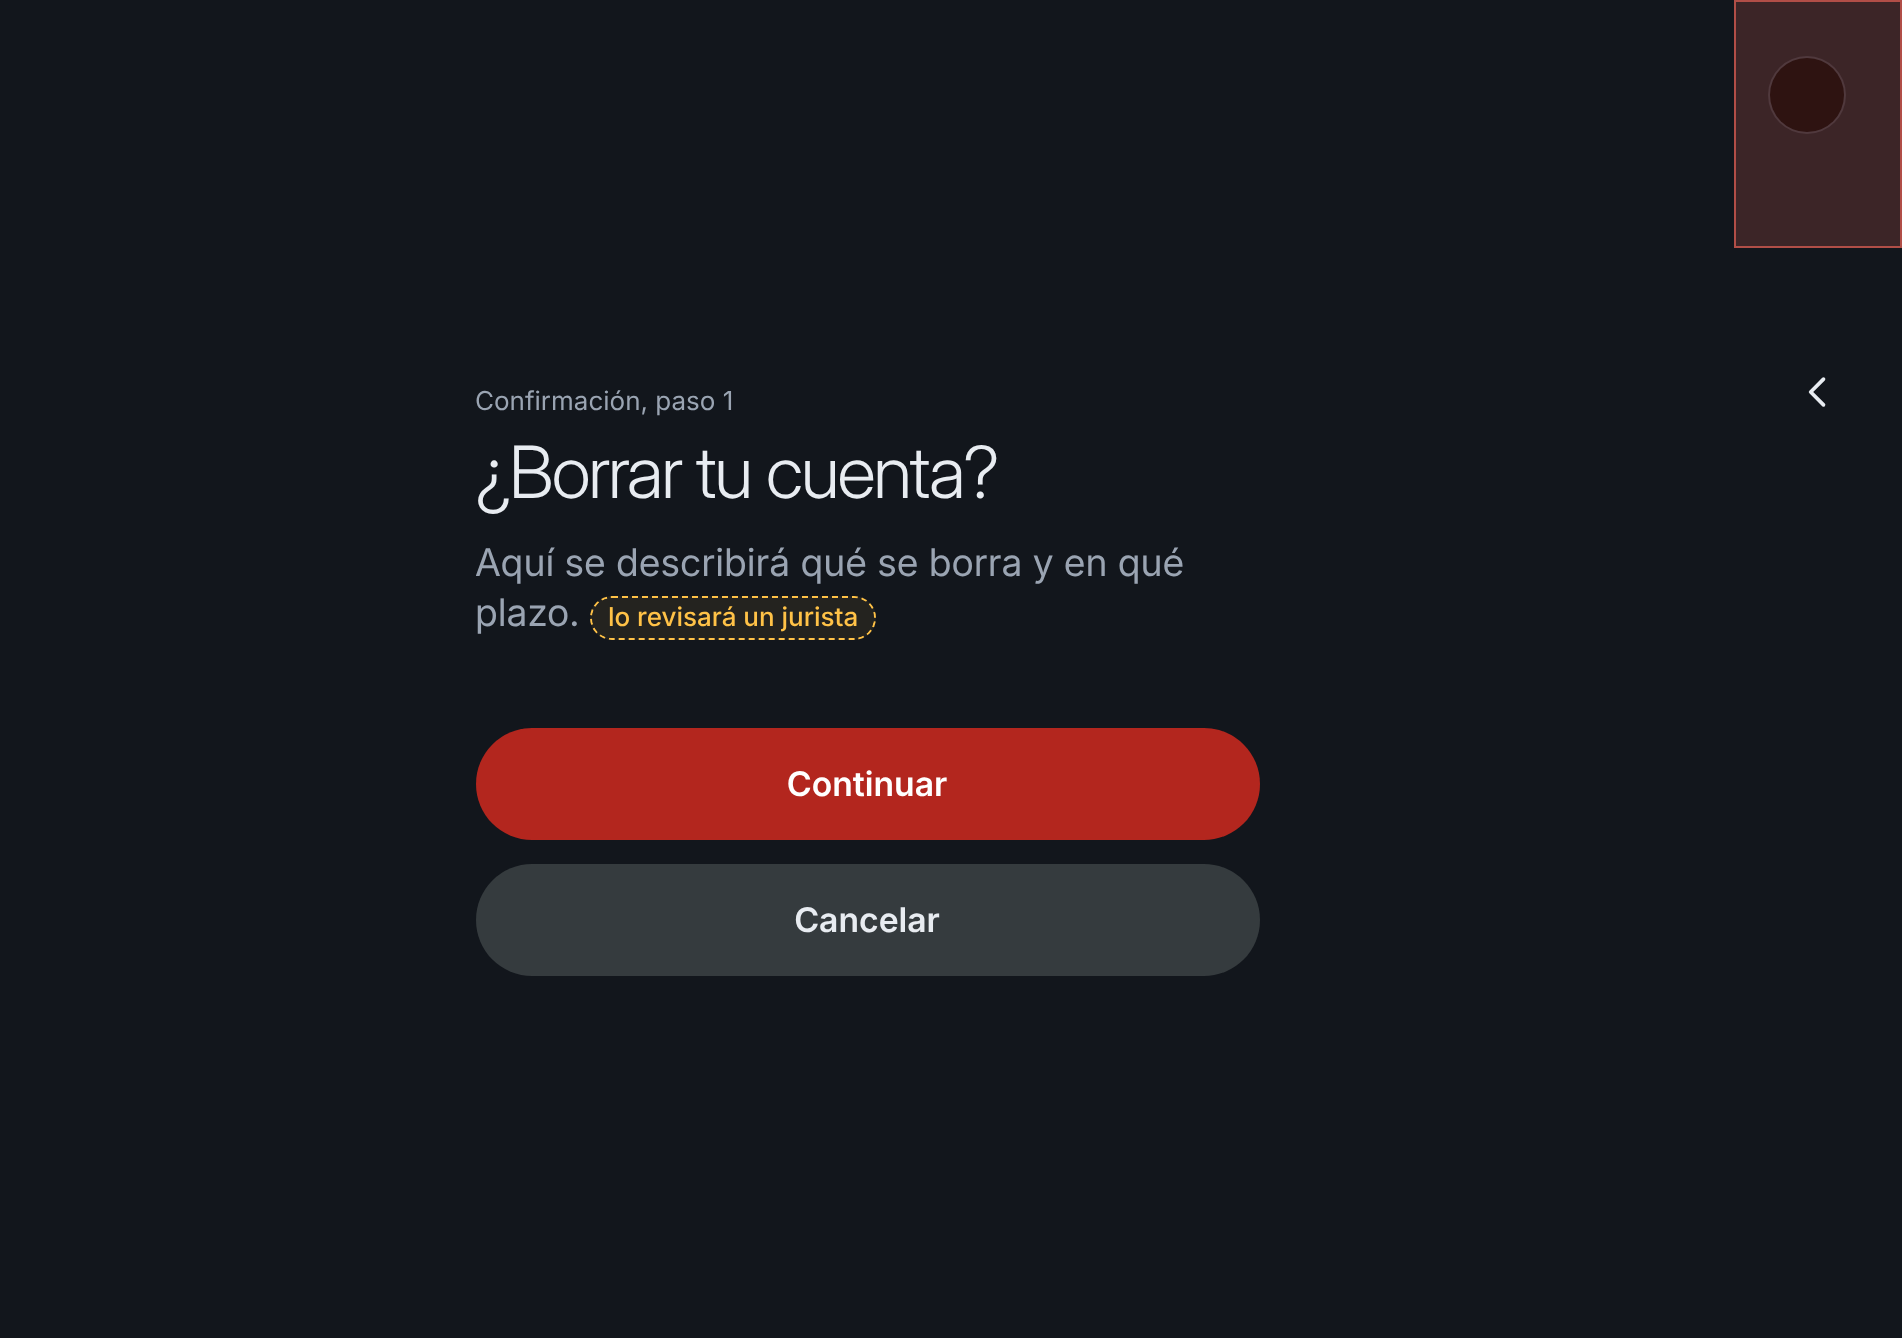 Confirmación, paso 1
¿Borrar tu cuenta?
Aquí se describirá qué se borra y en qué
plazo. lo revisará un jurista
Continuar
Cancelar